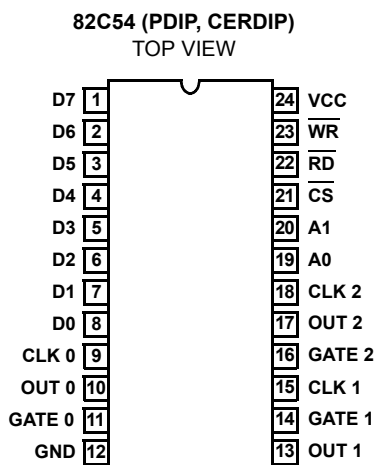 82C54 (PDIP, CERDIP)
TOP VIEW
D7 1 24 VCC
D6 2 23 W̅R̅
D5 3 22 R̅D̅
D4 4 21 C̅S̅
D3 5 20 A1
D2 6 19 A0
D1 7 18 CLK 2
D0 8 17 OUT 2
CLK 0 9 16 GATE 2
OUT 0 10 15 CLK 1
GATE 0 11 14 GATE 1
GND 12 13 OUT 1